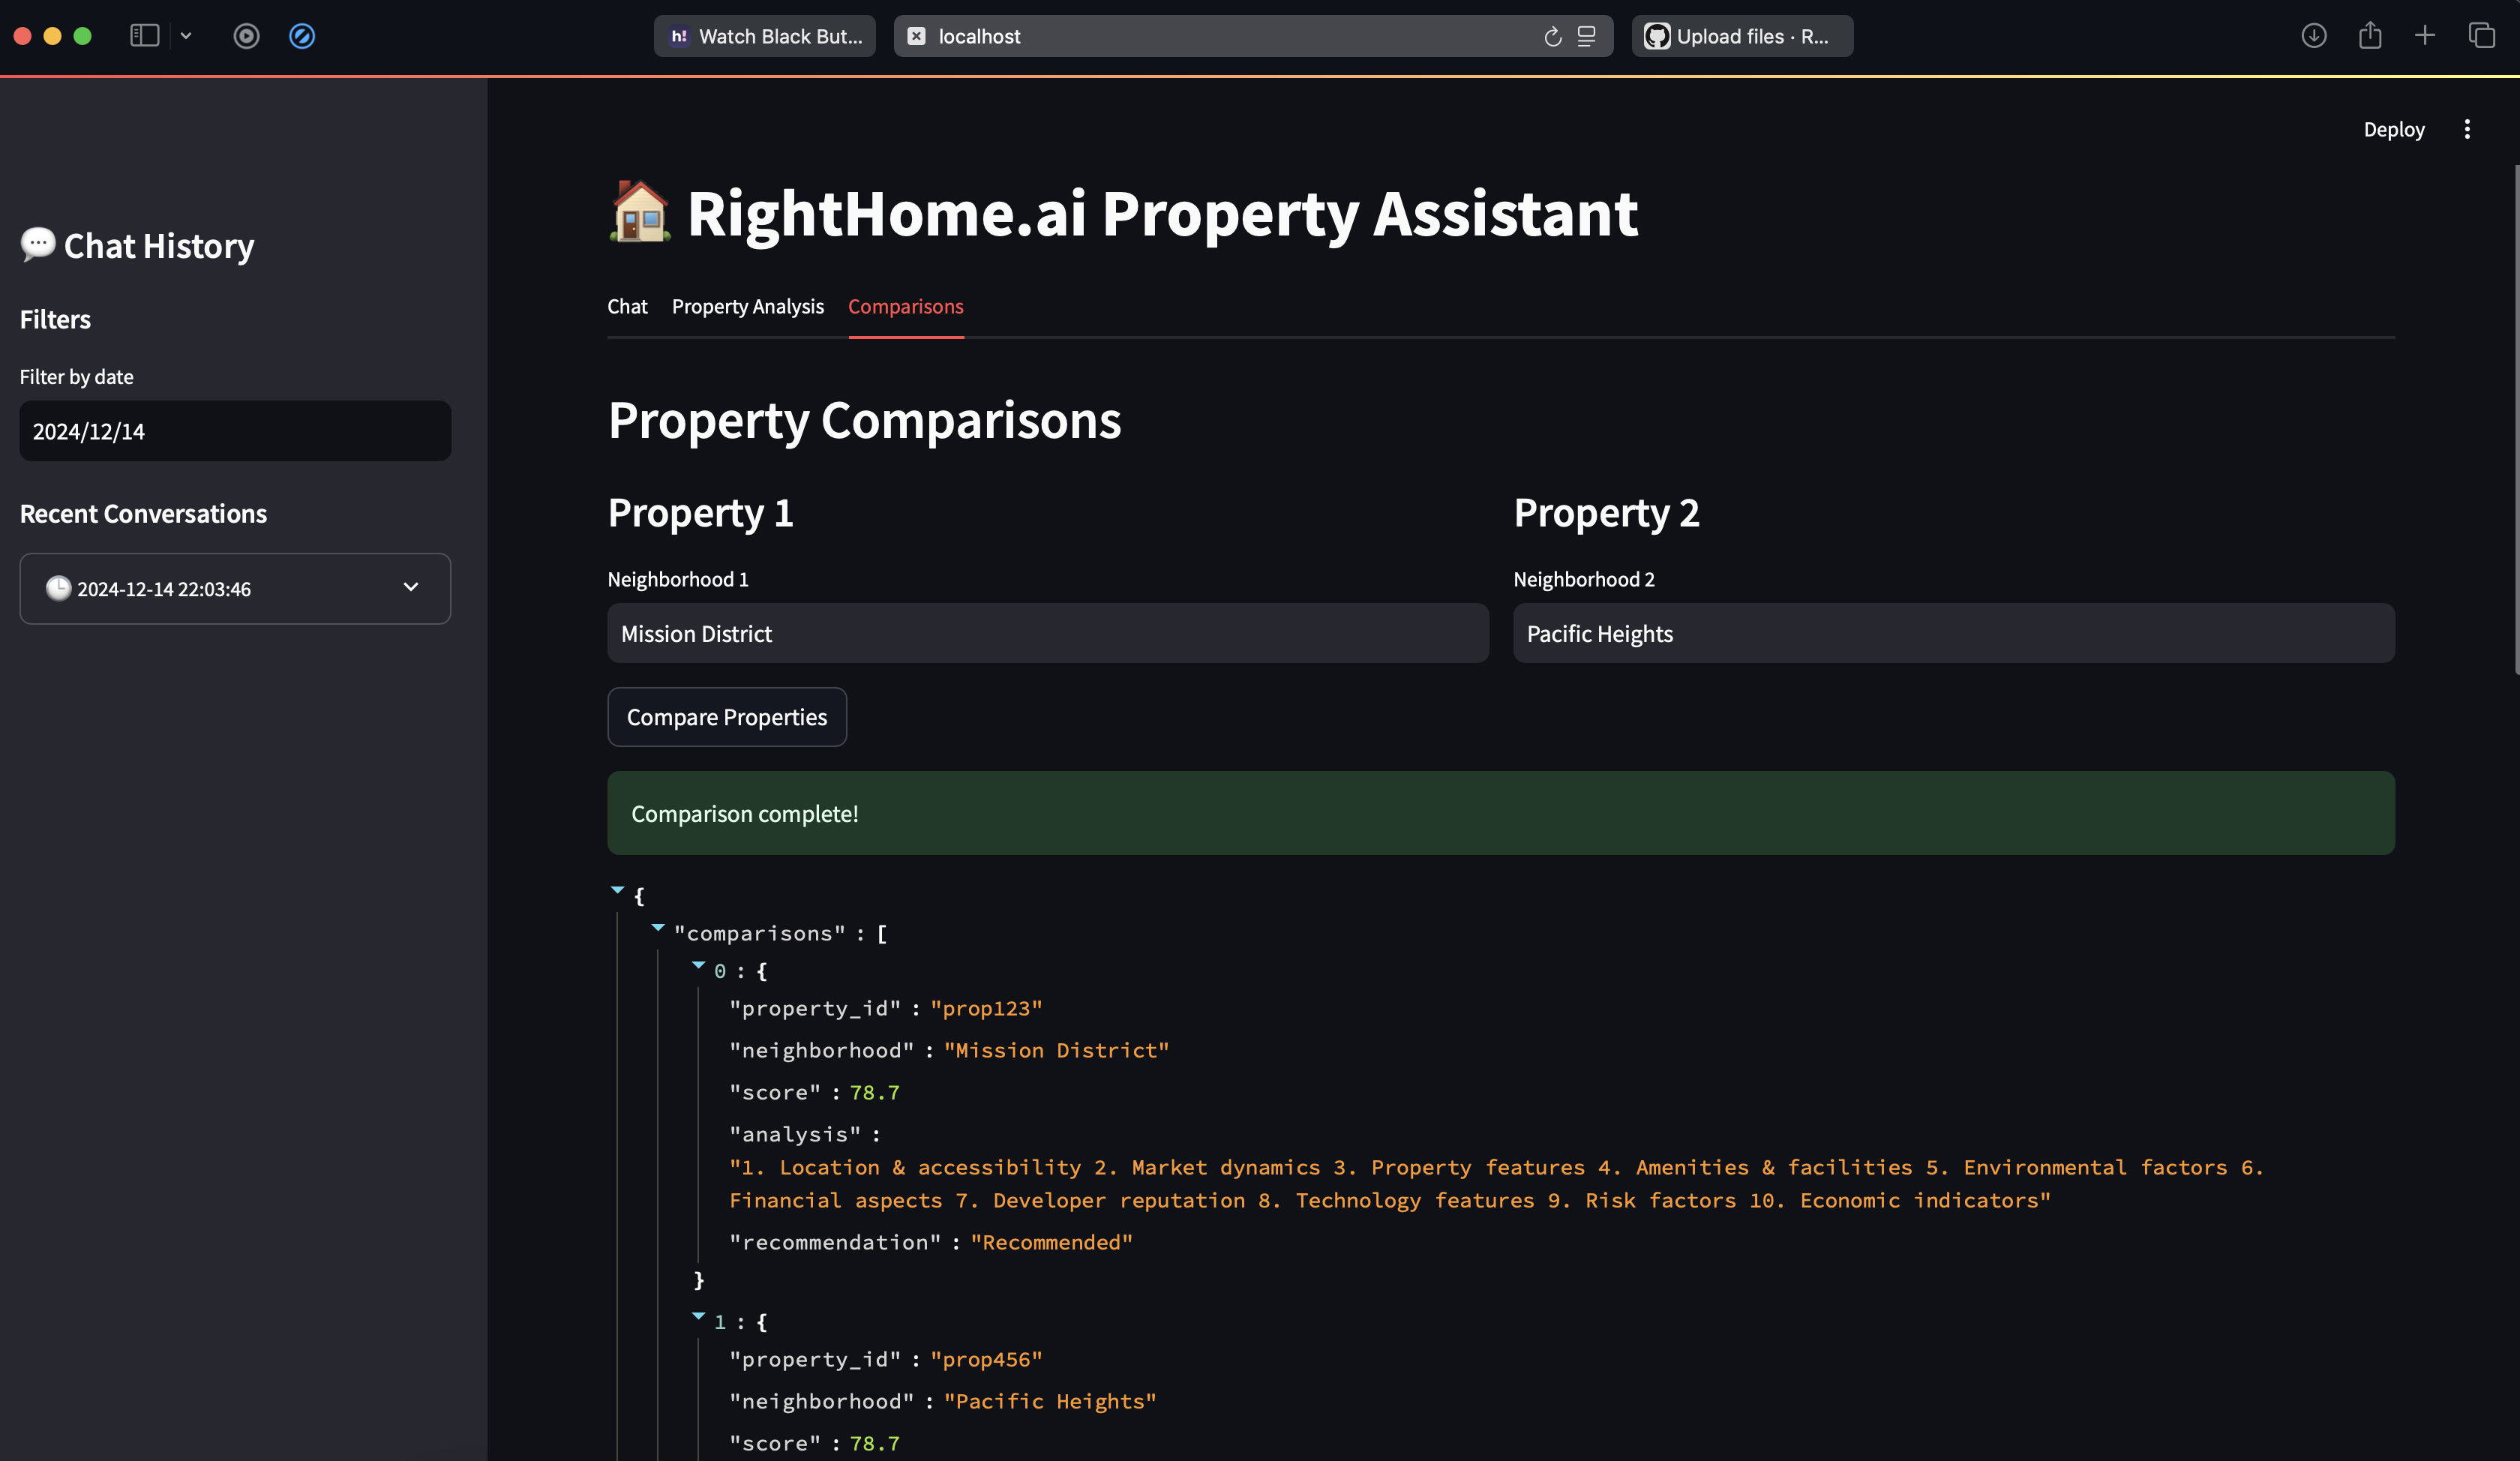 h! Watch Black But...
localhost
Upload files · R...
Deploy
💬 Chat History
Filters
Filter by date
2024/12/14
Recent Conversations
2024-12-14 22:03:46
RightHome.ai Property Assistant
Chat Property Analysis Comparisons
Property Comparisons
Property 1
Property 2
Neighborhood 1
Neighborhood 2
Mission District
Pacific Heights
Compare Properties
Comparison complete!
{
"comparisons" : [
0 : {
"property_id" : "prop123"
"neighborhood" : "Mission District"
"score" : 78.7
"analysis" :
"1. Location & accessibility 2. Market dynamics 3. Property features 4. Amenities & facilities 5. Environmental factors 6.
Financial aspects 7. Developer reputation 8. Technology features 9. Risk factors 10. Economic indicators"
"recommendation" : "Recommended"
}
1 : {
"property_id" : "prop456"
"neighborhood" : "Pacific Heights"
"score" : 78.7